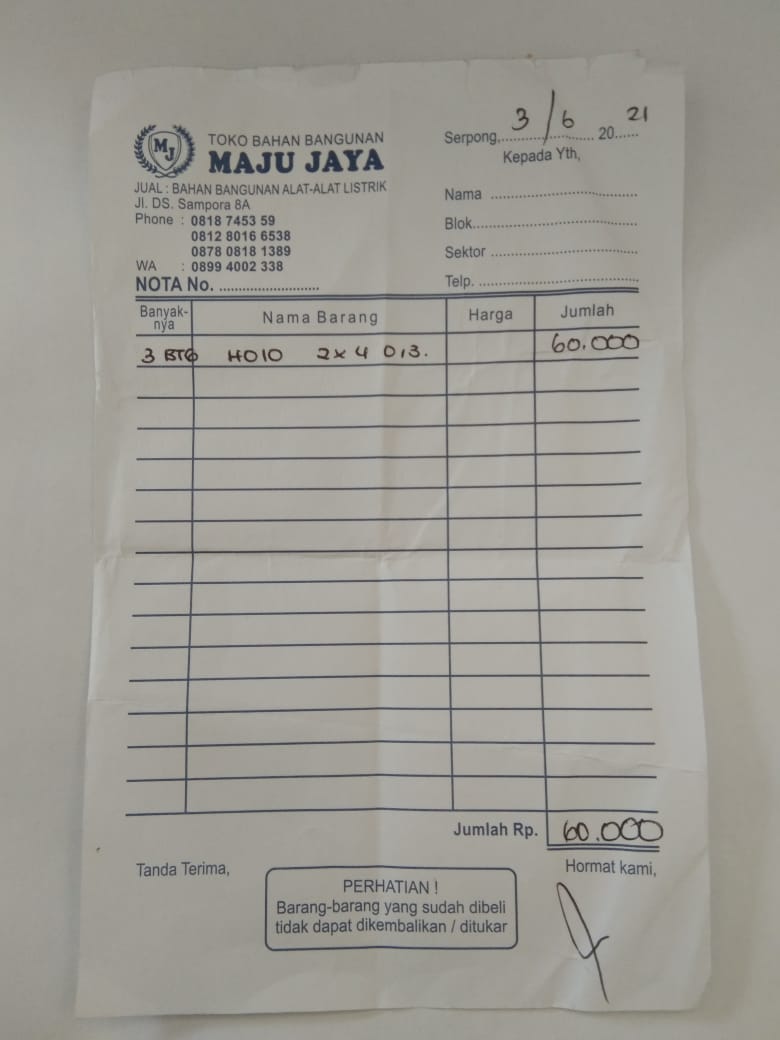 MJ
TOKO BAHAN BANGUNAN
MAJU JAYA
JUAL : BAHAN BANGUNAN ALAT-ALAT LISTRIK
Jl. DS. Sampora 8A
Phone : 0818 7453 59
0812 8016 6538
0878 0818 1389
WA : 0899 4002 338
NOTA No. ..........................
Serpong, 3/6 20 21
Kepada Yth,
Nama ......................................
Blok..........................................
Sektor ......................................
Telp. .........................................
Banyak-nya Nama Barang Harga Jumlah
3 BTG HOlO 2x4 0,3. 60.000
Jumlah Rp. 60.000
Tanda Terima,
Hormat kami,
PERHATIAN !
Barang-barang yang sudah dibeli
tidak dapat dikembalikan / ditukar